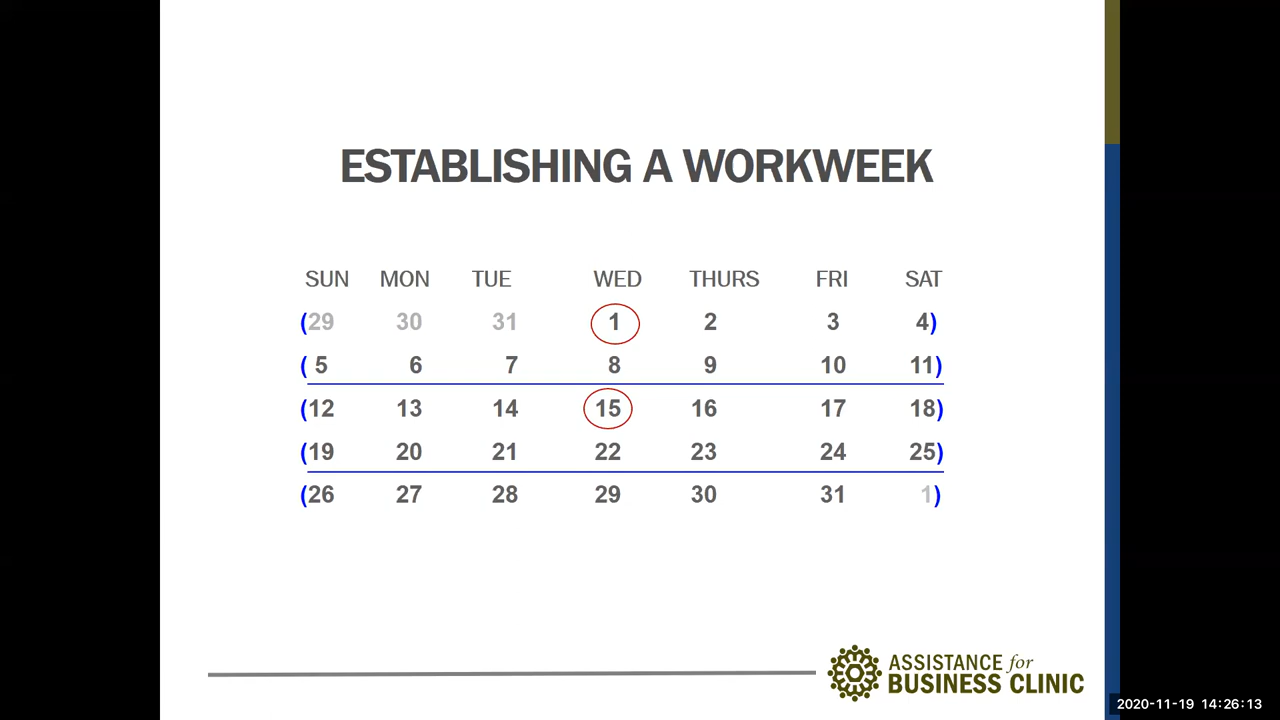 ESTABLISHING A WORKWEEK
SUN MON TUE WED THURS FRI SAT
(29 30 31 1 2 3 4)
( 5 6 7 8 9 10 11)
(12 13 14 15 16 17 18)
(19 20 21 22 23 24 25)
(26 27 28 29 30 31 1)
ASSISTANCE for
BUSINESS CLINIC
2020-11-19 14:26:13